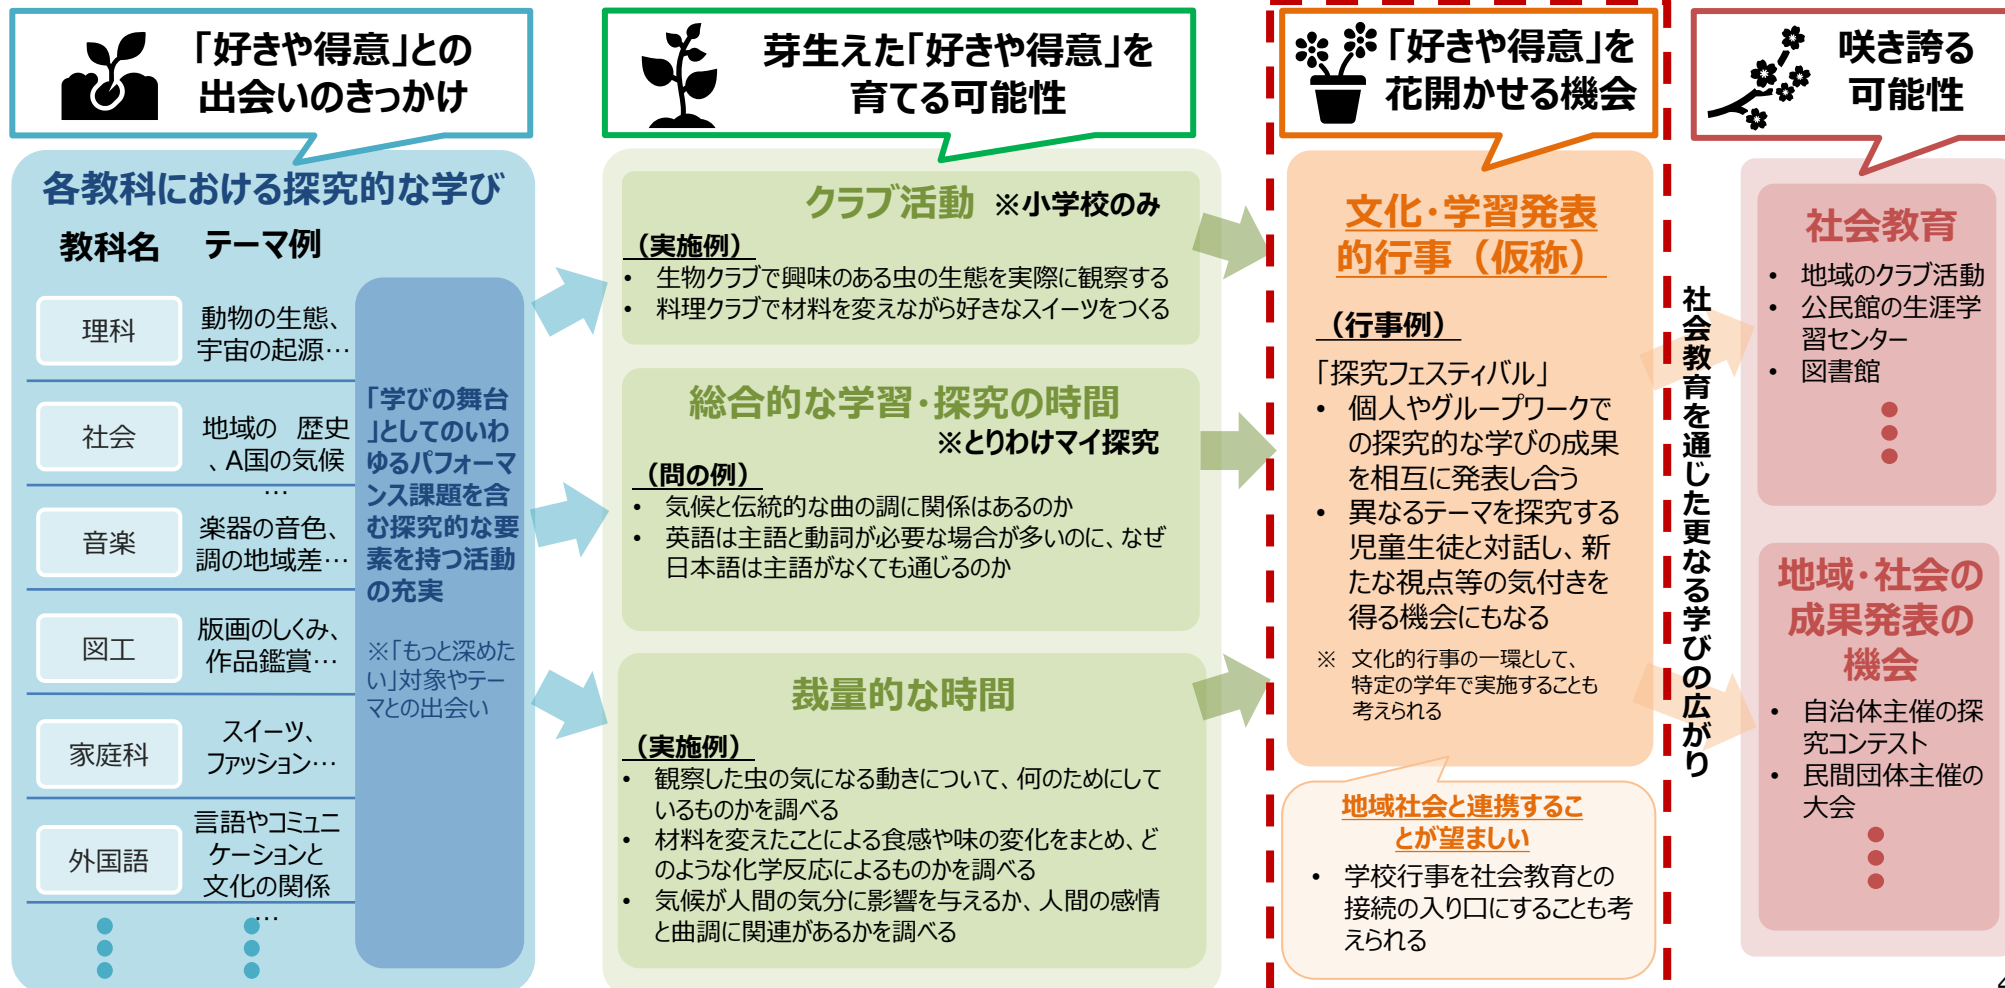 「好きや得意」との
出会いのきっかけ
各教科における探究的な学び
教科名 テーマ例
理科
動物の生態、
宇宙の起源…
社会
地域の 歴史
、A国の気候
…
音楽
楽器の音色、
調の地域差…
図工
版画のしくみ、
作品鑑賞…
家庭科
スイーツ、
ファッション…
外国語
言語やコミュニ
ケーションと
文化の関係
…
「学びの舞台
」としてのいわ
ゆるパフォーマ
ンス課題を含
む探究的な要
素を持つ活動
の充実
※「もっと深めた
い」対象やテー
マとの出会い
芽生えた「好きや得意」を
育てる可能性
クラブ活動 ※小学校のみ
（実施例）
• 生物クラブで興味のある虫の生態を実際に観察する
• 料理クラブで材料を変えながら好きなスイーツをつくる
総合的な学習・探究の時間
※とりわけマイ探究
（問の例）
• 気候と伝統的な曲の調に関係はあるのか
• 英語は主語と動詞が必要な場合が多いのに、なぜ
日本語は主語がなくても通じるのか
裁量的な時間
（実施例）
• 観察した虫の気になる動きについて、何のためにして
いるものかを調べる
• 材料を変えたことによる食感や味の変化をまとめ、ど
のような化学反応によるものかを調べる
• 気候が人間の気分に影響を与えるか、人間の感情
と曲調に関連があるかを調べる
「好きや得意」を
花開かせる機会
文化・学習発表
的行事（仮称）
（行事例）
「探究フェスティバル」
• 個人やグループワークで
の探究的な学びの成果
を相互に発表し合う
• 異なるテーマを探究する
児童生徒と対話し、新
たな視点等の気付きを
得る機会にもなる
※ 文化的行事の一環として、
特定の学年で実施することも
考えられる
地域社会と連携するこ
とが望ましい
• 学校行事を社会教育との
接続の入り口にすることも考
えられる
社会教育を通じた更なる学びの広がり
咲き誇る
可能性
社会教育
• 地域のクラブ活動
• 公民館の生涯学
習センター
• 図書館
地域・社会の
成果発表の
機会
• 自治体主催の探
究コンテスト
• 民間団体主催の
大会